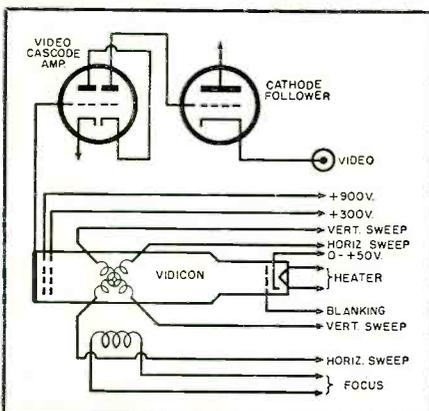 VIDEO
CASCODE
AMP.
CATHODE
FOLLOWER
VIDEO
+900V.
+300V.
VERT. SWEEP
HORIZ SWEEP
0-+50V.
VIDICON
HEATER
BLANKING
VERT. SWEEP
HORIZ. SWEEP
FOCUS